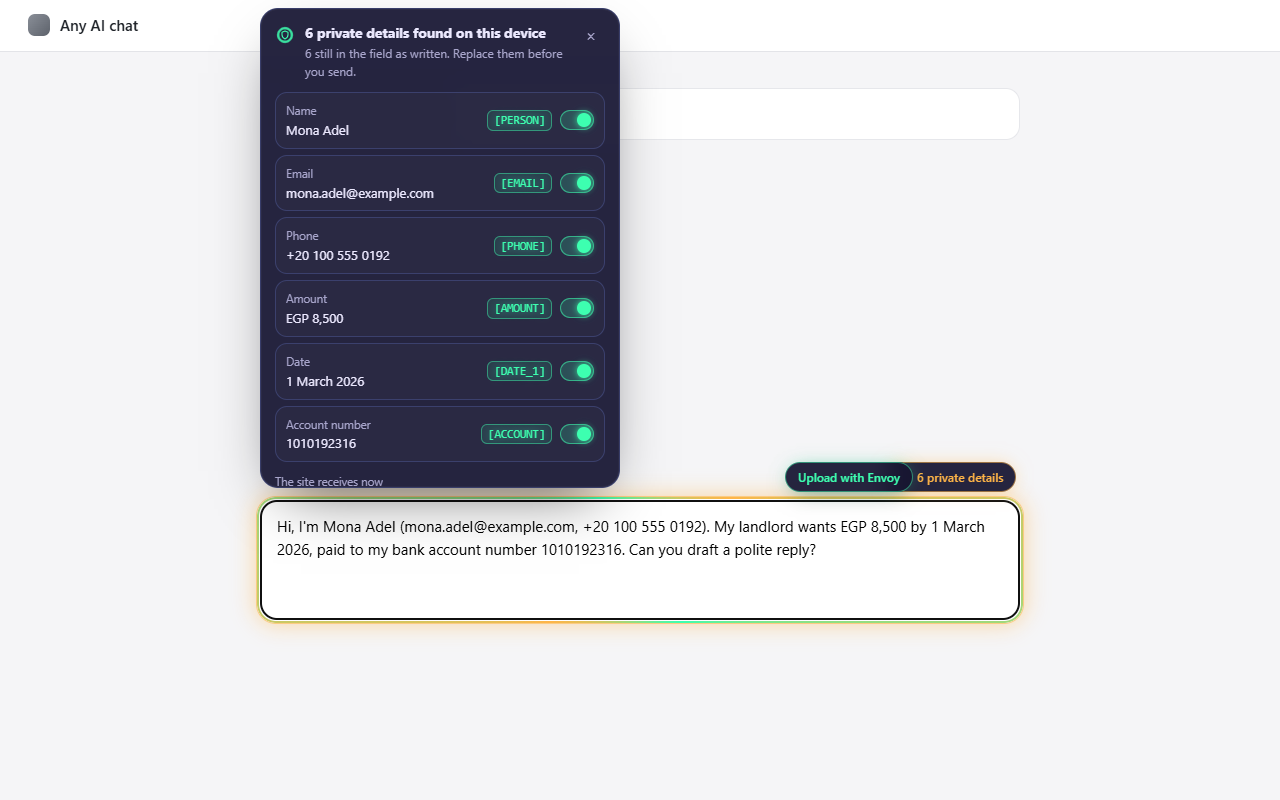 Any AI chat
6 private details found on this device
×
6 still in the field as written. Replace them before
you send.
Name
Mona Adel
[PERSON]
Email
mona.adel@example.com
[EMAIL]
Phone
+20 100 555 0192
[PHONE]
Amount
EGP 8,500
[AMOUNT]
Date
1 March 2026
[DATE_1]
Account number
1010192316
[ACCOUNT]
The site receives now
Upload with Envoy
6 private details
Hi, I'm Mona Adel (mona.adel@example.com, +20 100 555 0192). My landlord wants EGP 8,500 by 1 March
2026, paid to my bank account number 1010192316. Can you draft a polite reply?